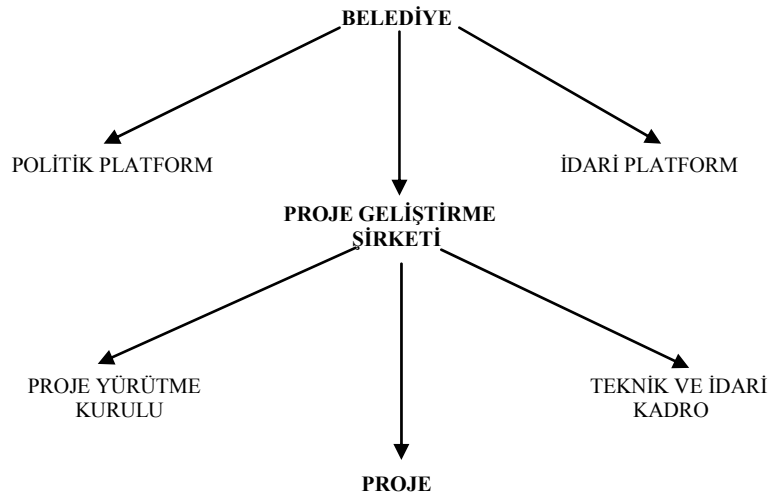 BELEDİYE
POLİTİK PLATFORM
İDARİ PLATFORM
PROJE GELİŞTİRME
ŞİRKETİ
PROJE YÜRÜTME
KURULU
TEKNİK VE İDARİ
KADRO
PROJE